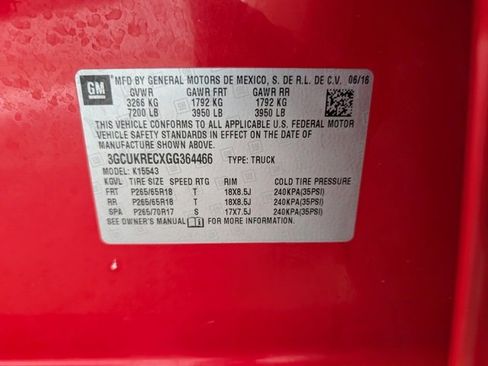 GM
MFD BY GENERAL MOTORS DE MEXICO, S. DE R.L. DE C.V. 06/16
GVWR GAWR FRT GAWR RR
3266 KG 1792 KG 1792 KG
7200 LB 3950 LB 3950 LB
THIS VEHICLE CONFORMS TO ALL APPLICABLE U.S. FEDERAL MOTOR
VEHICLE SAFETY STANDARDS IN EFFECT ON THE DATE OF
MANUFACTURE SHOWN ABOVE.
3GCUKRECXGG364466 TYPE: TRUCK
MODEL: K15543
KGVL TIRE SIZE SPEED RTG RIM COLD TIRE PRESSURE
FRT P265/65R18 T 18X8.5J 240KPA(35PSI)
RR P265/65R18 T 18X8.5J 240KPA(35PSI)
SPA P265/70R17 S 17X7.5J 240KPA(35PSI)
SEE OWNER'S MANUAL FOR MORE INFORMATION.